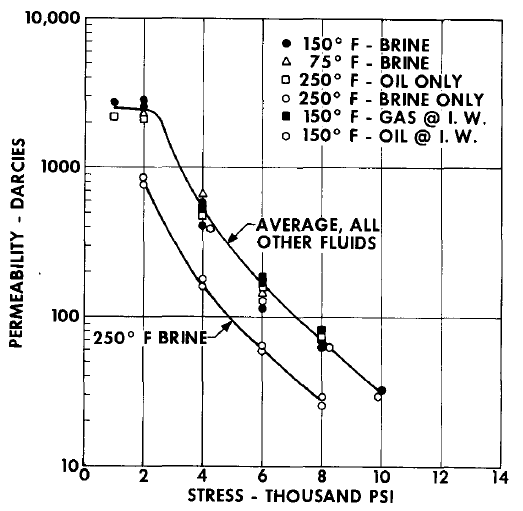 10,000
150° F - BRINE
75° F - BRINE
250° F - OIL ONLY
250° F - BRINE ONLY
150° F - GAS @ I. W.
150° F - OIL @ I. W.
1000
AVERAGE, ALL
OTHER FLUIDS
PERMEABILITY - DARCIES
100
250° F BRINE
10
0 2 4 6 8 10 12 14
STRESS - THOUSAND PSI